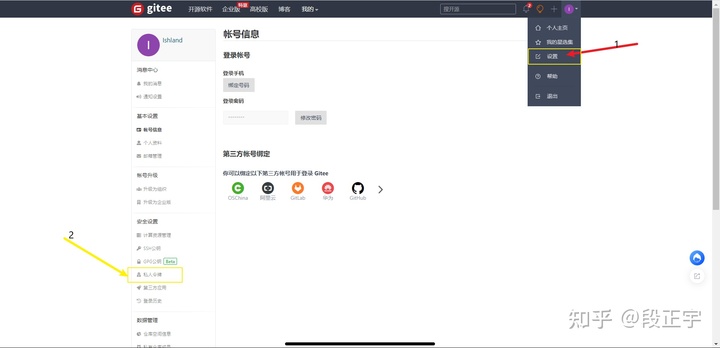 gitee
开源软件 企业版 特惠 高校版 博客 我的
搜开源
2
I
个人主页
我的星选集
设置
帮助
退出
1
I
Ishland
消息中心
我的消息
通知设置
基本设置
帐号信息
个人资料
邮箱管理
帐号升级
升级为组织
升级为企业版
安全设置
SSH公钥
GPG公钥 Beta
私人令牌
第三方应用
登录历史
数据管理
仓库空间信息
2
帐号信息
登录帐号
登录手机
绑定号码
登录密码
修改密码
第三方帐号绑定
你可以绑定以下第三方帐号用于登录 Gitee
OSChina 阿里云 GitLab 华为 GitHub
知乎 @段正宇